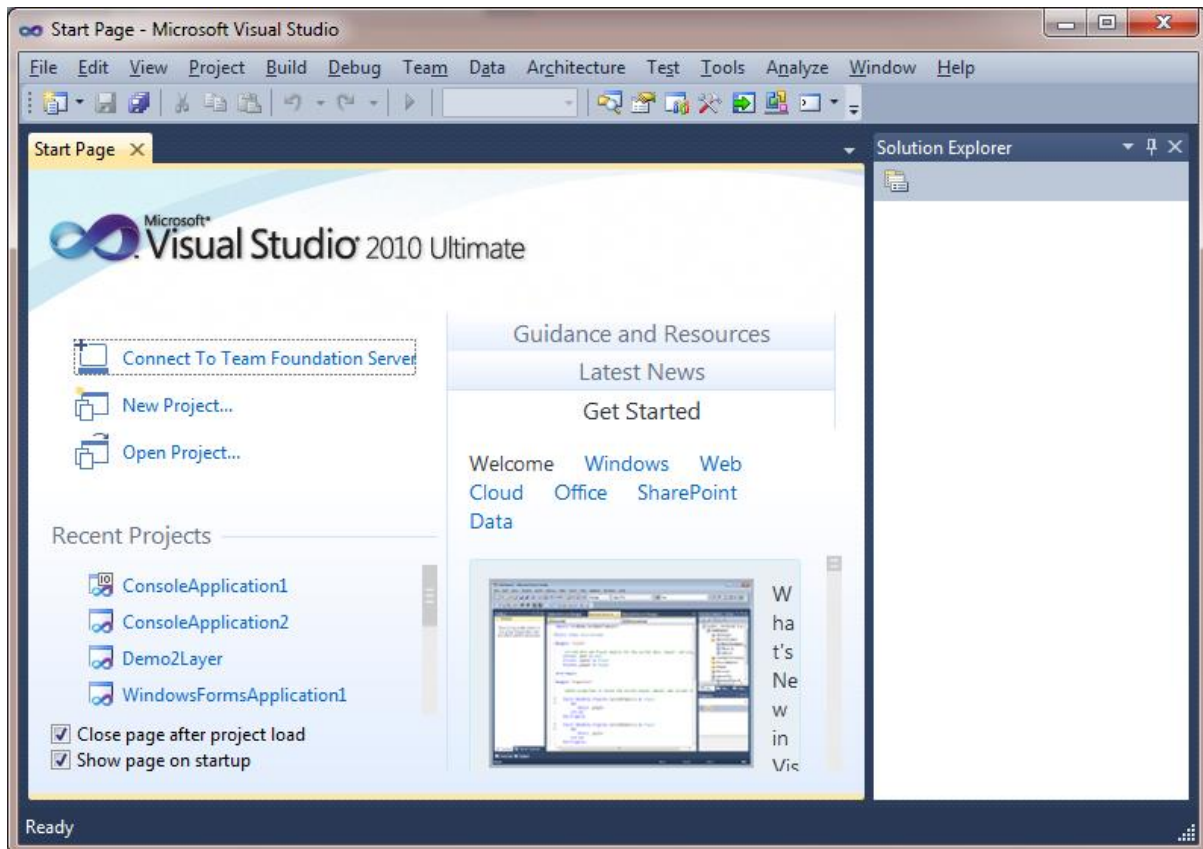 Start Page - Microsoft Visual Studio
File Edit View Project Build Debug Team Data Architecture Test Tools Analyze Window Help
Start Page
Solution Explorer
Microsoft
Visual Studio 2010 Ultimate
Connect To Team Foundation Server
New Project...
Open Project...
Recent Projects
ConsoleApplication1
ConsoleApplication2
Demo2Layer
WindowsFormsApplication1
Close page after project load
Show page on startup
Guidance and Resources
Latest News
Get Started
Welcome Windows Web
Cloud Office SharePoint
Data
W
ha
t's
Ne
w
in
Vis
Ready